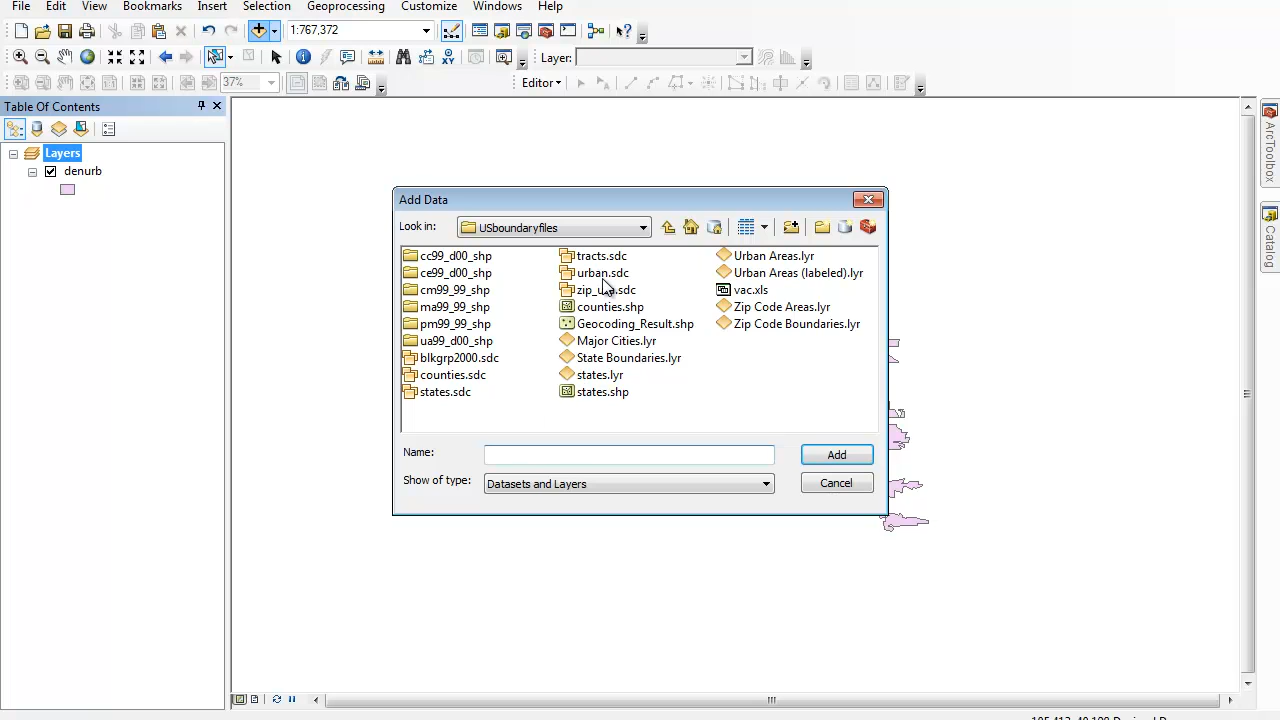 File Edit View Bookmarks Insert Selection Geoprocessing Customize Windows Help
1:767,372
Layer:
37%
Editor
Table Of Contents
Layers
denurb
Add Data
Look in: USboundaryfiles
cc99_d00_shp
ce99_d00_shp
cm99_99_shp
ma99_99_shp
pm99_99_shp
ua99_d00_shp
blkgrp2000.sdc
counties.sdc
states.sdc
tracts.sdc
urban.sdc
counties.shp
Geocoding_Result.shp
Major Cities.lyr
State Boundaries.lyr
states.lyr
states.shp
Urban Areas.lyr
Urban Areas (labeled).lyr
vac.xls
Zip Code Areas.lyr
Zip Code Boundaries.lyr
Name:
Add
Show of type: Datasets and Layers
Cancel
ArcToolbox
Catalog